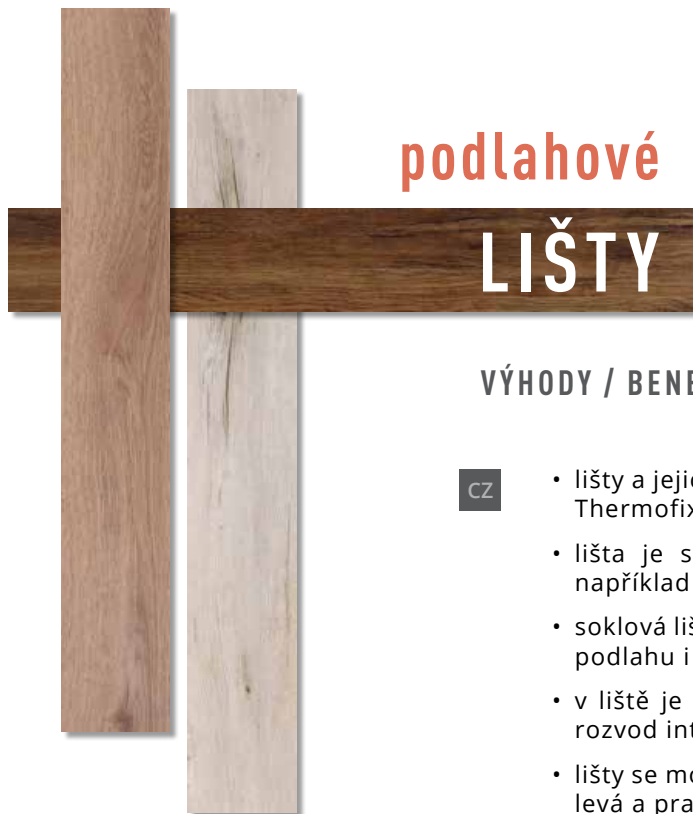 podlahové
LIŠTY
VÝHODY / BENE
CZ
• lišty a jeji
Thermofix
• lišta je s
například
• soklová liš
podlahu i
• v liště je
rozvod int
• lišty se mo
levá a pra